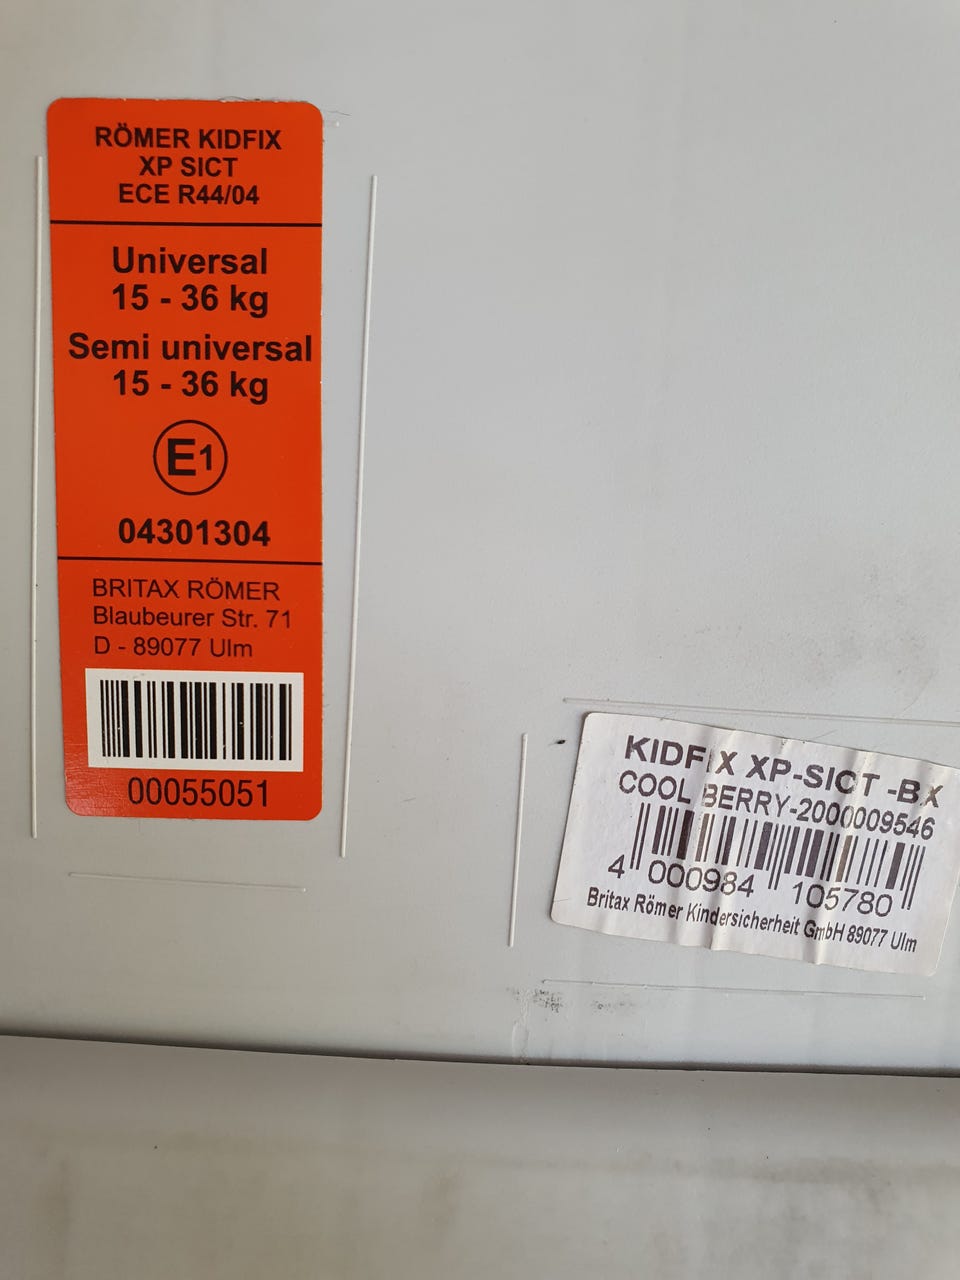 RÖMER KIDFIX
XP SICT
ECE R44/04
Universal
15 - 36 kg
Semi universal
15 - 36 kg
E1
04301304
BRITAX RÖMER
Blaubeurer Str. 71
D - 89077 Ulm
00055051
KIDFIX XP-SICT -BX
COOL BERRY-2000009546
4 000984 105780
Britax Römer Kindersicherheit GmbH 89077 Ulm